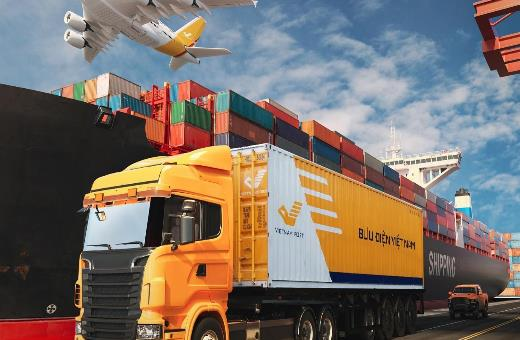 VIETNAM POST
BƯU ĐIỆN VIỆT NAM
SHIPPING